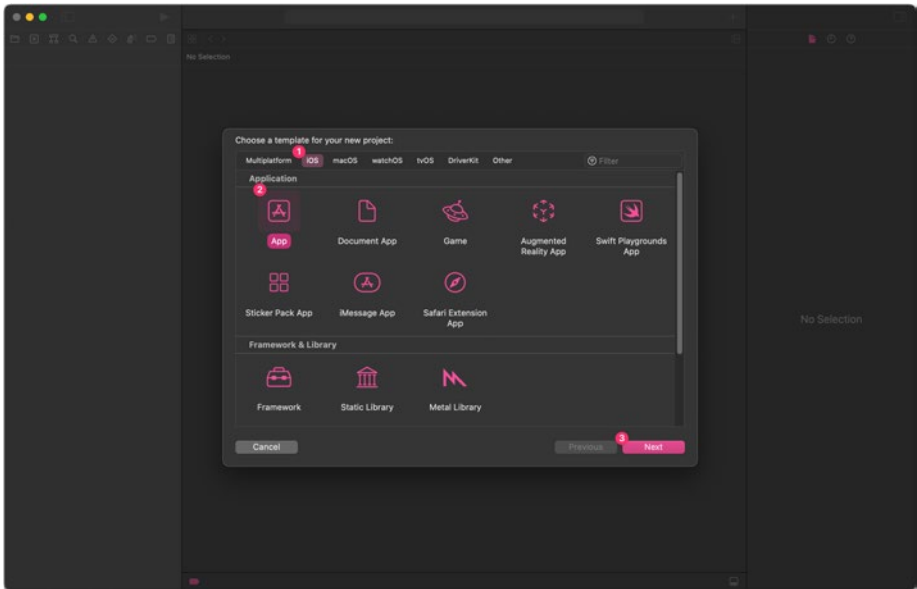 No Selection
Choose a template for your new project:
1
Multiplatform iOS macOS watchOS tvOS DriverKit Other
Filter
Application
2
App
Document App
Game
Augmented
Reality App
Swift Playgrounds
App
Sticker Pack App
iMessage App
Safari Extension
App
No Selection
Framework & Library
Framework
Static Library
Metal Library
Cancel
Previous
3
Next